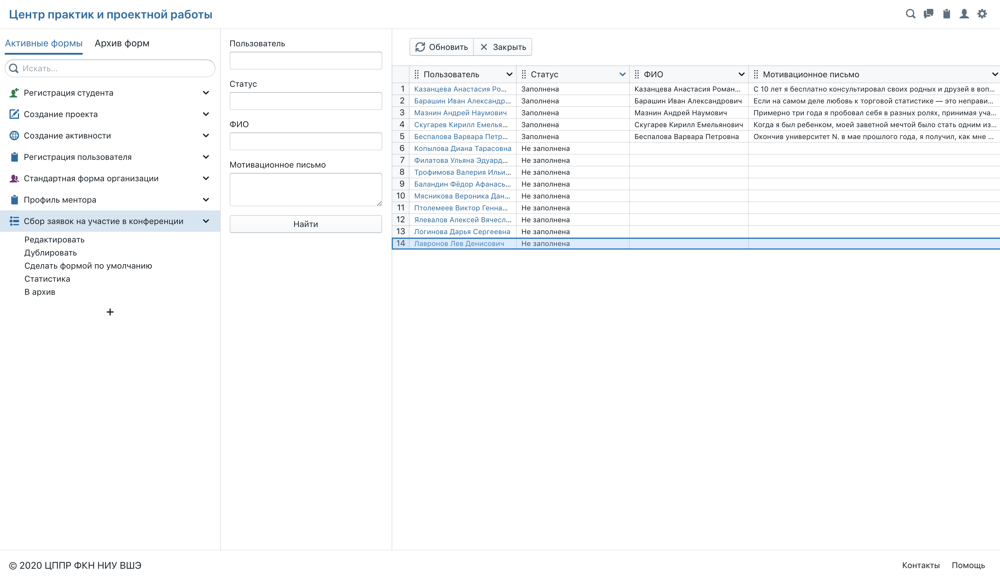 Центр практик и проектной работы
Активные формы Архив форм
Искать...
Регистрация студента
Создание проекта
Создание активности
Регистрация пользователя
Стандартная форма организации
Профиль ментора
Сбор заявок на участие в конференции
Редактировать
Дублировать
Сделать формой по умолчанию
Статистика
В архив
+
Пользователь
Статус
ФИО
Мотивационное письмо
Найти
Обновить Закрыть
Пользователь Статус ФИО Мотивационное письмо
1 Казанцева Анастасия Ро... Заполнена Казанцева Анастасия Роман... С 10 лет я бесплатно консультировал своих родных и друзей в воп...
2 Барашин Иван Александр... Заполнена Барашин Иван Александрович Если на самом деле любовь к торговой статистике — это неправи...
3 Мазнин Андрей Наумович Заполнена Мазнин Андрей Наумович Примерно три года я пробовал себя в разных ролях, принимая уча...
4 Скугарев Кирилл Емелья... Заполнена Скугарев Кирилл Емельянович Когда я был ребенком, моей заветной мечтой было стать одним из...
5 Беспалова Варвара Петр... Заполнена Беспалова Варвара Петровна Окончив университет N. в мае прошлого года, я получил, как мне ...
6 Копылова Диана Тарасовна Не заполнена
7 Филатова Ульяна Эдуард... Не заполнена
8 Трофимова Валерия Ильи... Не заполнена
9 Баландин Фёдор Афанась... Не заполнена
10 Мясникова Вероника Дан... Не заполнена
11 Птолемеев Виктор Генна... Не заполнена
12 Ялевалов Алексей Вячесл... Не заполнена
13 Логинова Дарья Сергеевна Не заполнена
14 Лавронов Лев Денисович Не заполнена
© 2020 ЦППР ФКН НИУ ВШЭ
Контакты Помощь